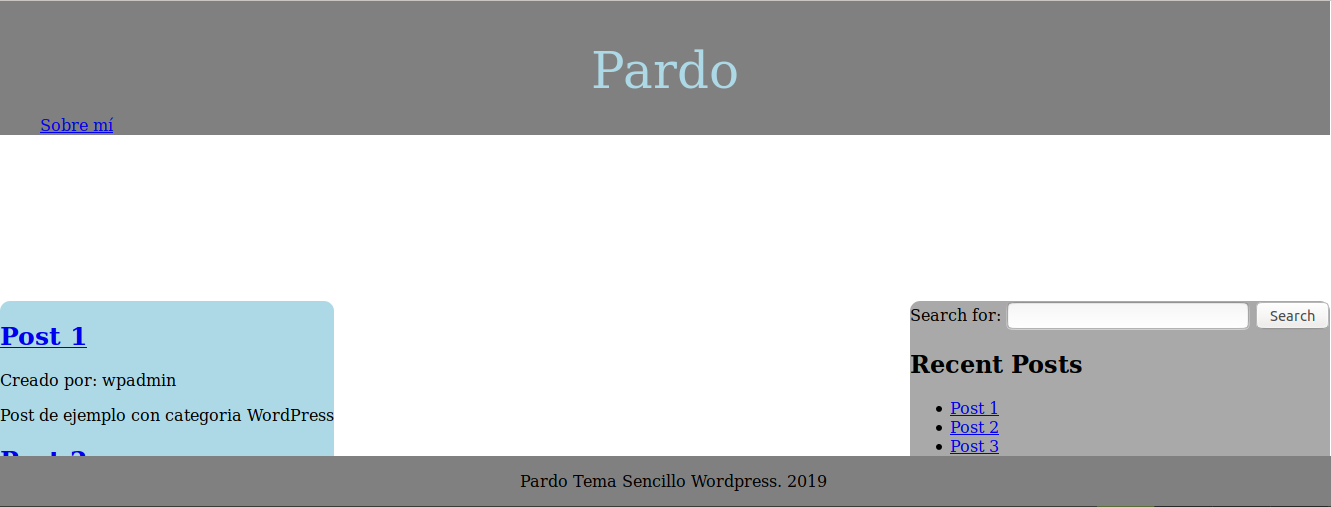 Pardo
Sobre mí
Post 1
Creado por: wpadmin
Post de ejemplo con categoria WordPress
Search for:
Search
Recent Posts
Post 1
Post 2
Post 3
Pardo Tema Sencillo Wordpress. 2019